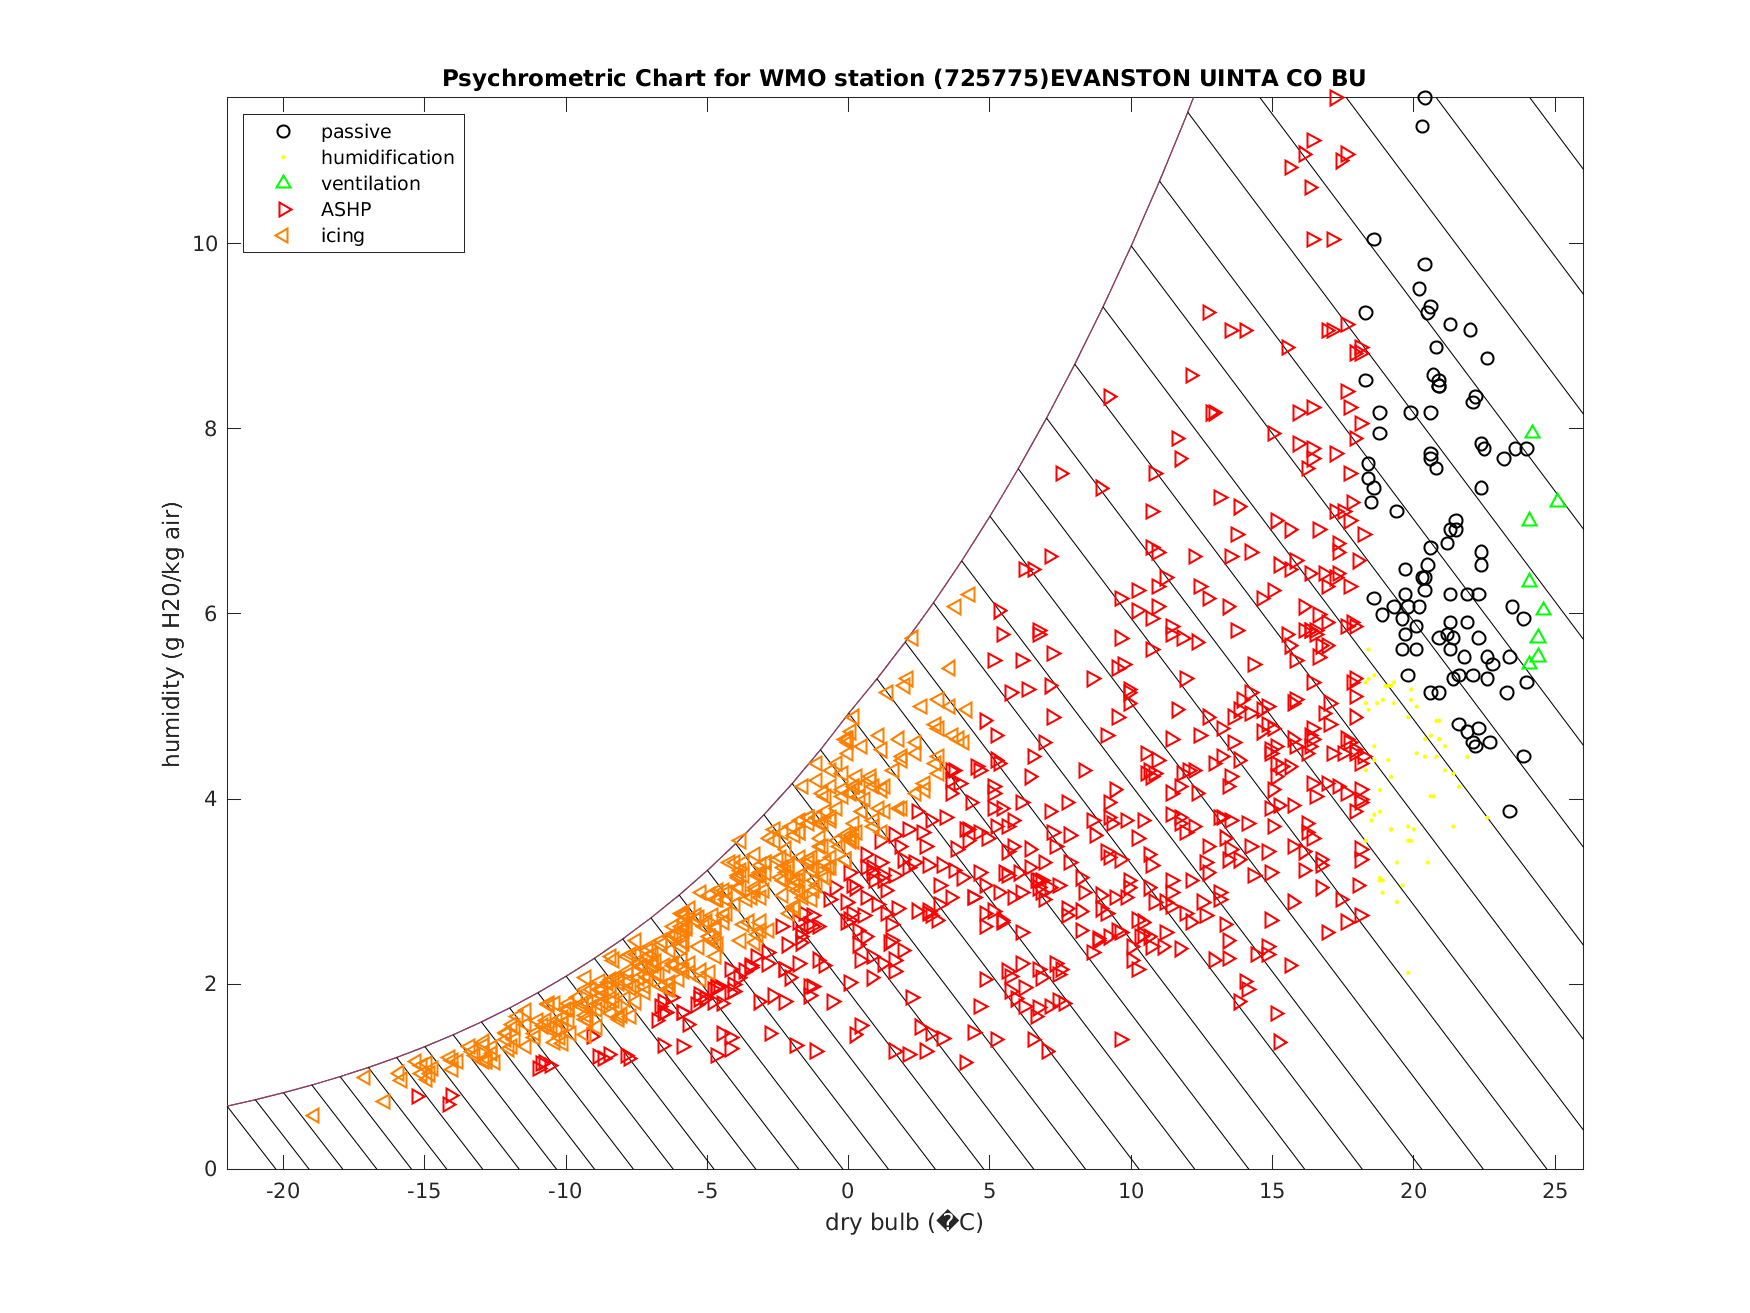 Psychrometric Chart for WMO station (725775)EVANSTON UINTA CO BU
passive
humidification
ventilation
ASHP
icing
humidity (g H20/kg air)
10
8
6
4
2
0
-20 -15 -10 -5 0 5 10 15 20 25
dry bulb (�C)